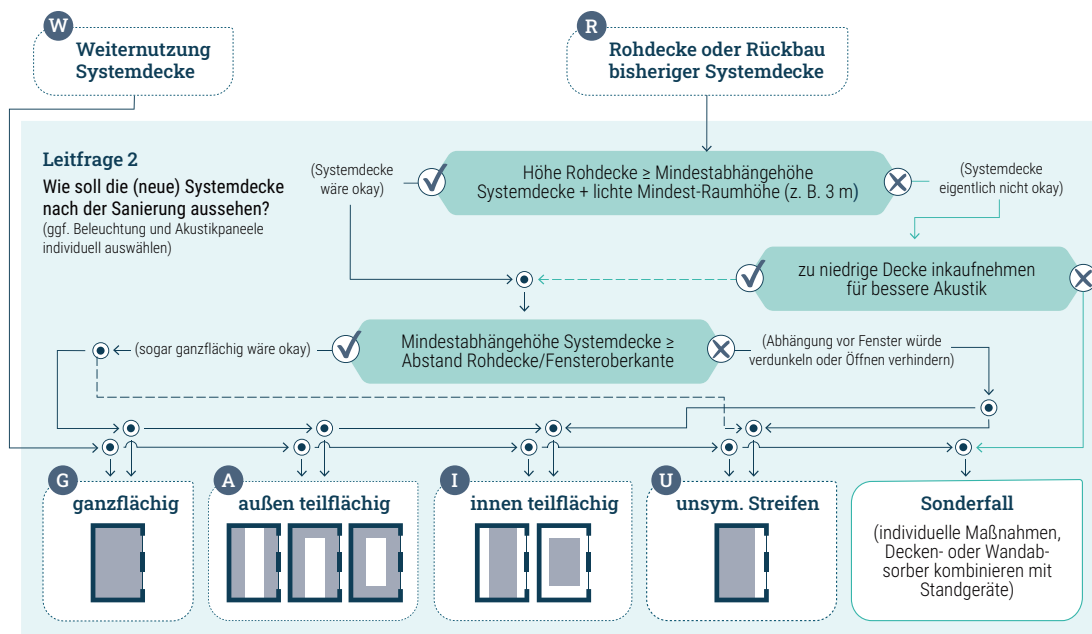 W
Weiternutzung
Systemdecke
R
Rohdecke oder Rückbau
bisheriger Systemdecke
Leitfrage 2
Wie soll die (neue) Systemdecke
nach der Sanierung aussehen?
(ggf. Beleuchtung und Akustikpaneele
individuell auswählen)
(Systemdecke
wäre okay)
Höhe Rohdecke ≥ Mindestabhängehöhe
Systemdecke + lichte Mindest-Raumhöhe (z. B. 3 m)
(Systemdecke
eigentlich nicht okay)
zu niedrige Decke inkaufnehmen
für bessere Akustik
(sogar ganzflächig wäre okay)
Mindestabhängehöhe Systemdecke ≥
Abstand Rohdecke/Fensteroberkante
(Abhängung vor Fenster würde
verdunkeln oder Öffnen verhindern)
G
ganzflächig
A
außen teilflächig
I
innen teilflächig
U
unsym. Streifen
Sonderfall
(individuelle Maßnahmen,
Decken- oder Wandab-
sorber kombinieren mit
Standgeräte)